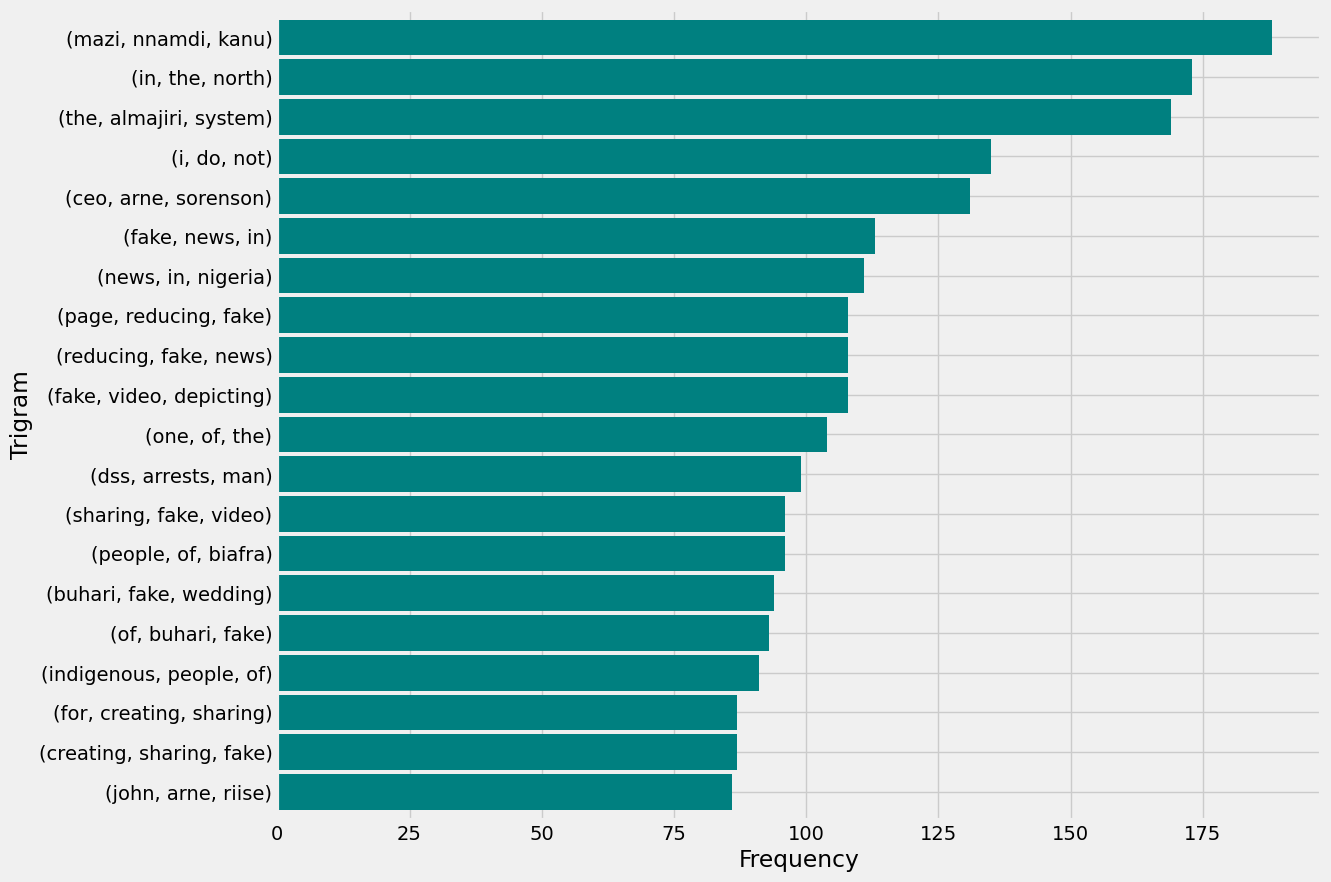 (mazi, nnamdi, kanu)
(in, the, north)
(the, almajiri, system)
(i, do, not)
(ceo, arne, sorenson)
(fake, news, in)
(news, in, nigeria)
(page, reducing, fake)
(reducing, fake, news)
(fake, video, depicting)
(one, of, the)
(dss, arrests, man)
(sharing, fake, video)
(people, of, biafra)
(buhari, fake, wedding)
(of, buhari, fake)
(indigenous, people, of)
(for, creating, sharing)
(creating, sharing, fake)
(john, arne, riise)
Trigram
0 25 50 75 100 125 150 175
Frequency